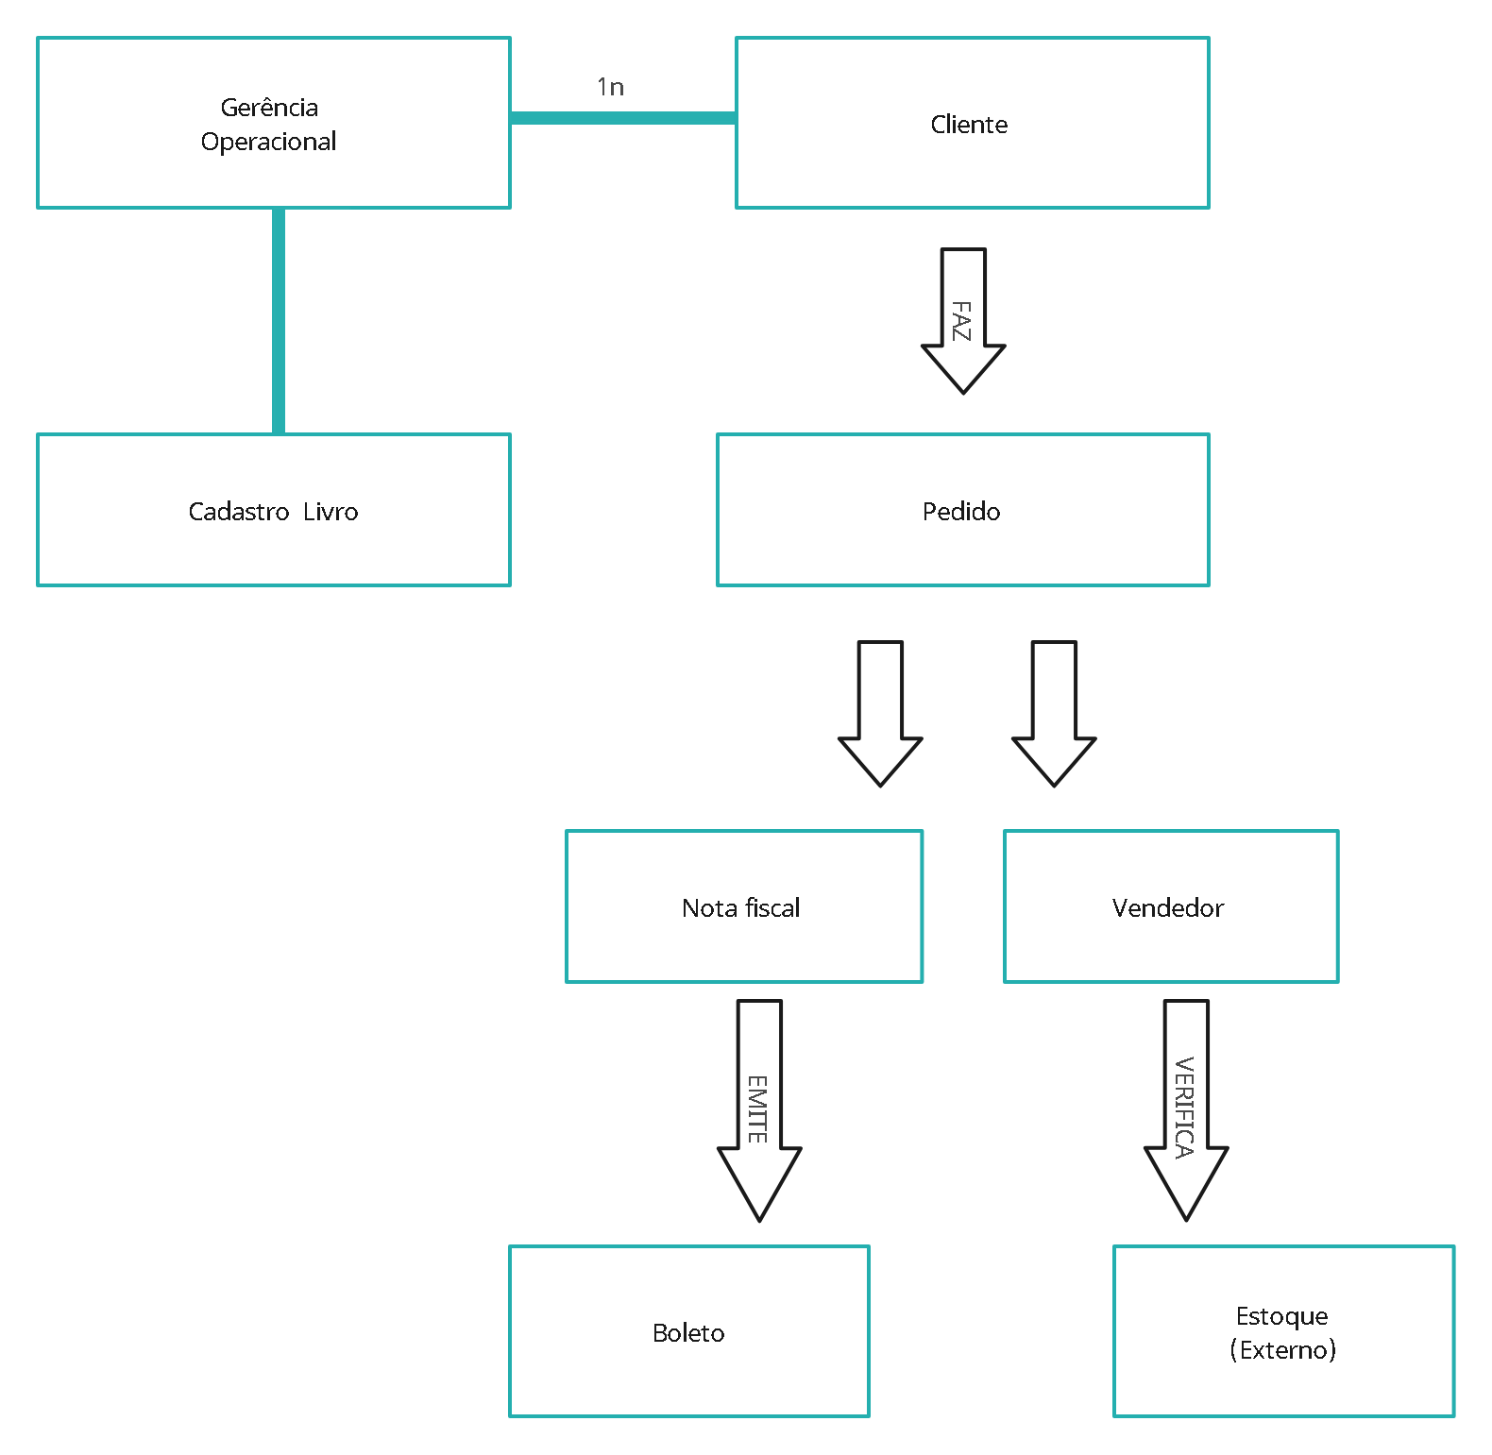 Gerência
Operacional
1n
Cliente
FAZ
Cadastro Livro
Pedido
Nota fiscal
Vendedor
EMITE
VERIFICA
Boleto
Estoque
(Externo)